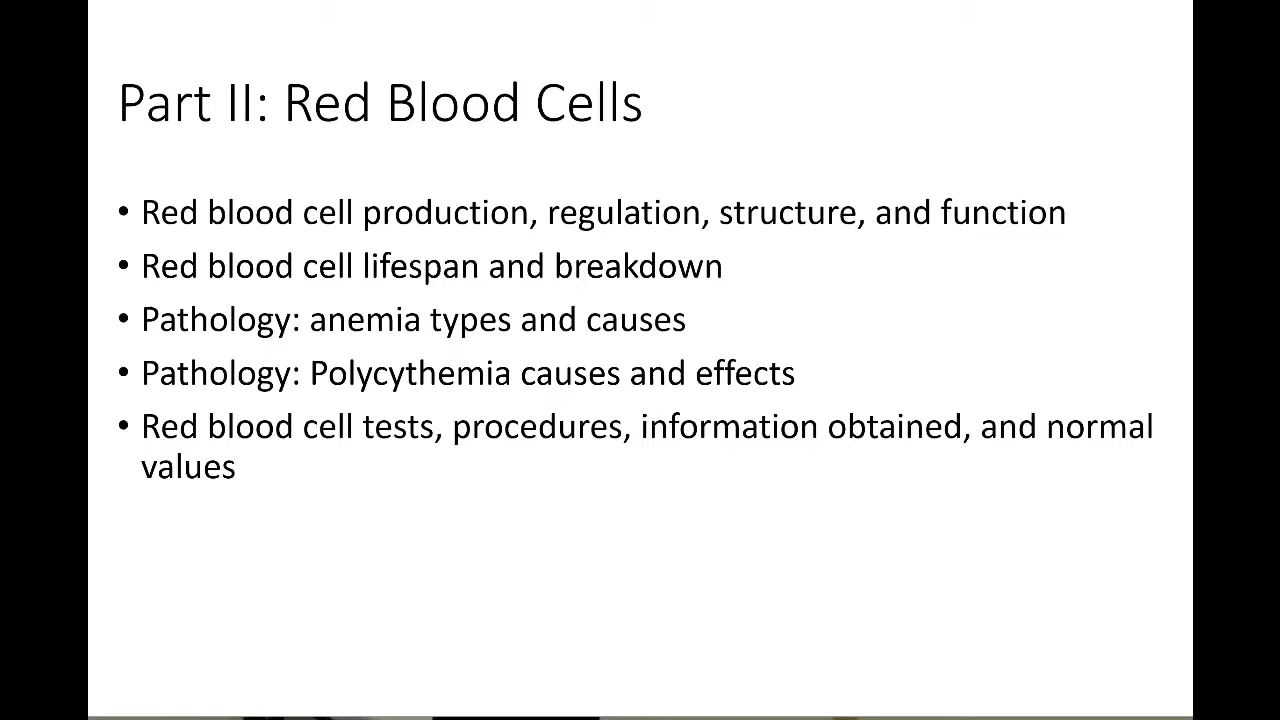 Part II: Red Blood Cells
• Red blood cell production, regulation, structure, and function
• Red blood cell lifespan and breakdown
• Pathology: anemia types and causes
• Pathology: Polycythemia causes and effects
• Red blood cell tests, procedures, information obtained, and normal
values